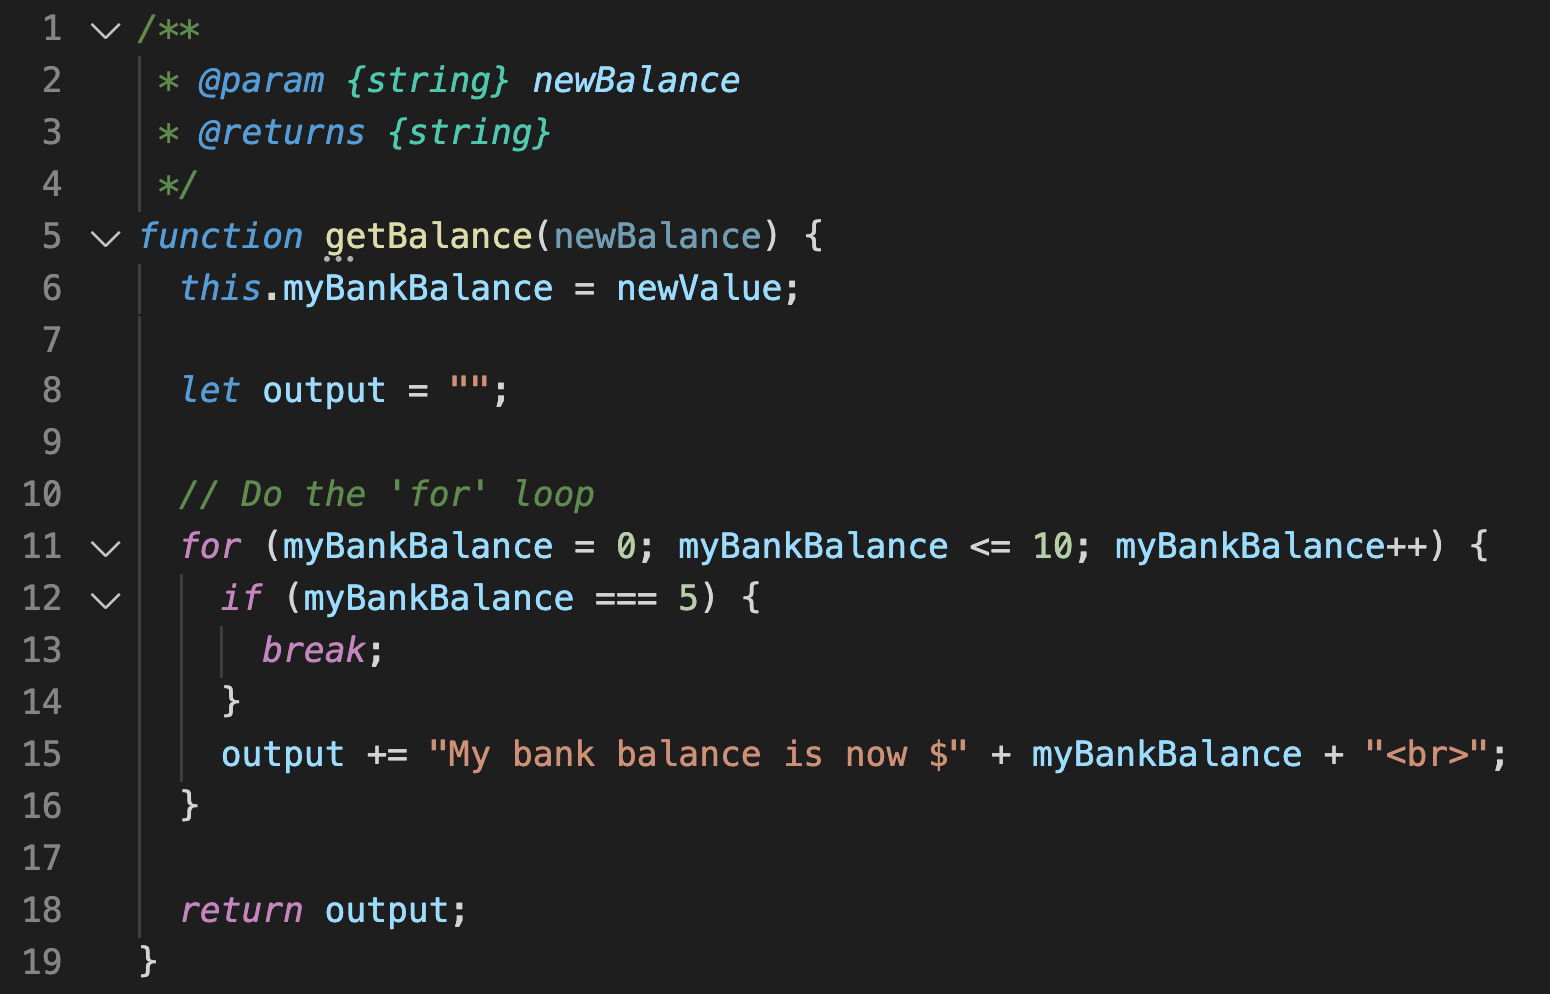 1 /**
2  * @param {string} newBalance
3  * @returns {string}
4  */
5 function getBalance(newBalance) {
6   this.myBankBalance = newValue;
7
8   let output = "";
9
10   // Do the 'for' loop
11   for (myBankBalance = 0; myBankBalance <= 10; myBankBalance++) {
12     if (myBankBalance === 5) {
13       break;
14     }
15     output += "My bank balance is now $" + myBankBalance + "<br>";
16   }
17
18   return output;
19 }